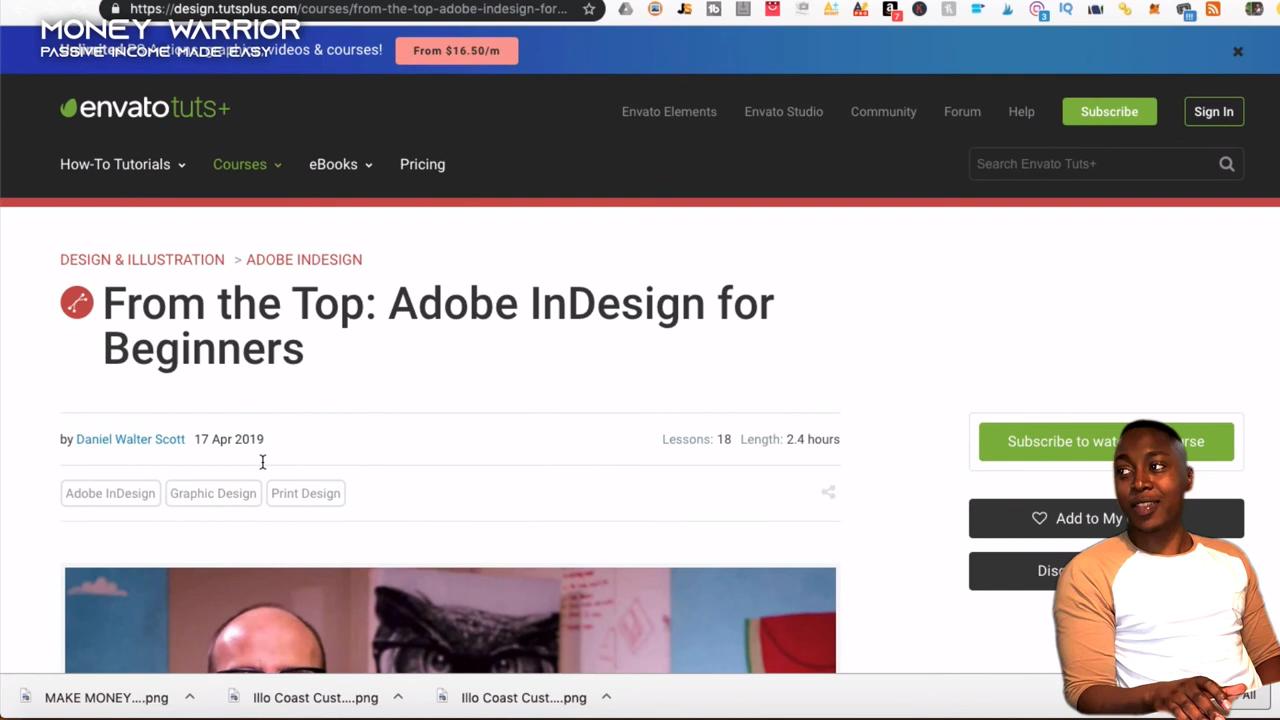 https://design.tutsplus.com/courses/from-the-top-adobe-indesign-for...
MONEY WARRIOR
PASSIVE INCOME MADE EASY
videos & courses!
From $16.50/m
envatotuts+
Envato Elements
Envato Studio
Community
Forum
Help
Subscribe
Sign In
How-To Tutorials
Courses
eBooks
Pricing
Search Envato Tuts+
DESIGN & ILLUSTRATION > ADOBE INDESIGN
From the Top: Adobe InDesign for
Beginners
by Daniel Walter Scott 17 Apr 2019
Lessons: 18 Length: 2.4 hours
Subscribe to
Adobe InDesign
Graphic Design
Print Design
Add to My
MAKE MONEY....png
Illo Coast Cust....png
Illo Coast Cust....png
All